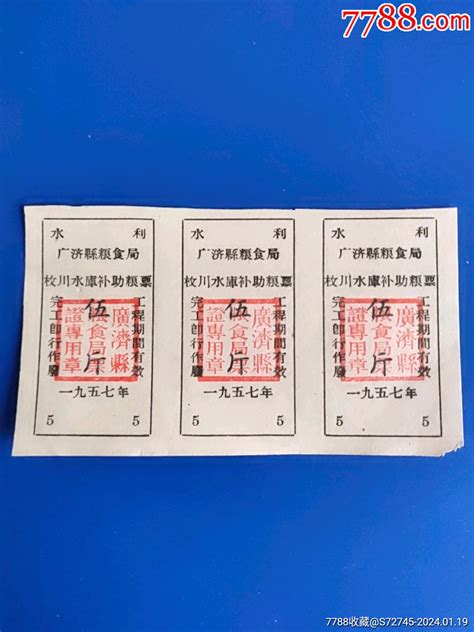 7788.com
水 利
广济縣粮食局
枚川水庫补助粮票
工程期間有效
伍斤
完工即行作廢
廣濟縣
粮食局粮
證專用章
一九五七年
5 5
水 利
广济縣粮食局
枚川水庫补助粮票
工程期間有效
伍斤
完工即行作廢
廣濟縣
粮食局粮
證專用章
一九五七年
5 5
水 利
广济縣粮食局
枚川水庫补助粮票
工程期間有效
伍斤
完工即行作廢
廣濟縣
粮食局粮
證專用章
一九五七年
5 5
7788收藏@S72745-2024.01.19